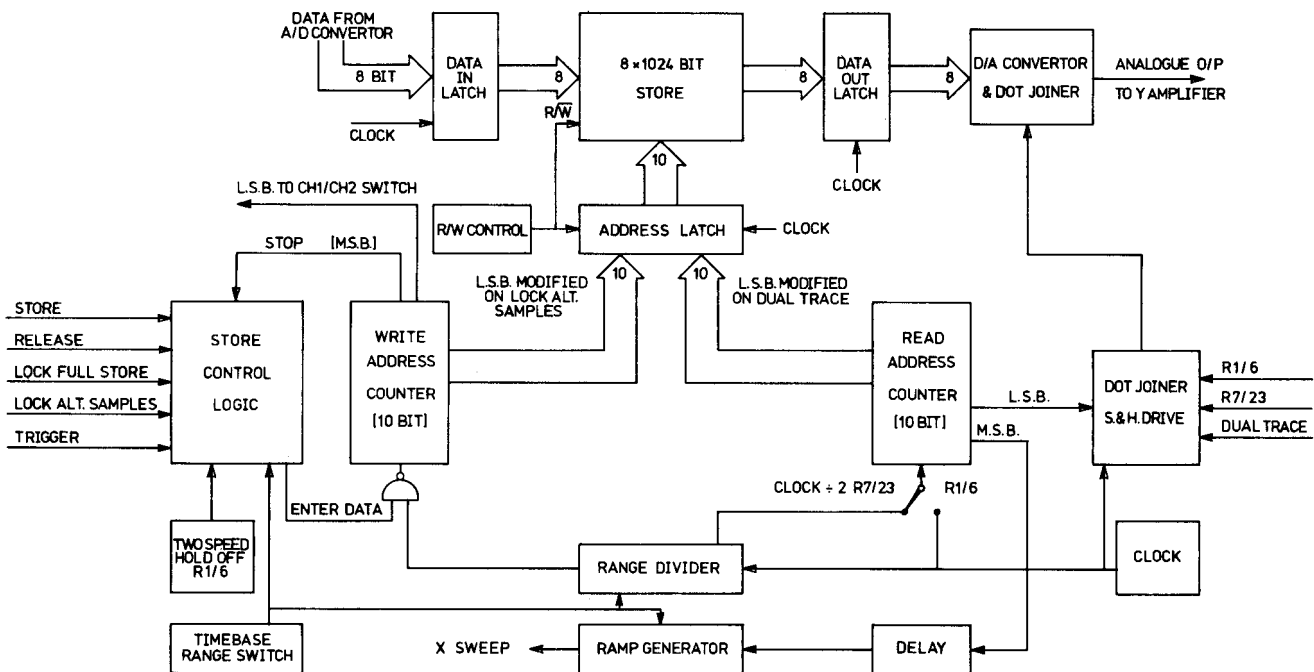 DATA FROM
A/D CONVERTOR
8 BIT
DATA
IN
LATCH
CLOCK
8
8 × 1024 BIT
STORE
R/W̅
8
DATA
OUT
LATCH
CLOCK
8
D/A CONVERTOR
& DOT JOINER
ANALOGUE O/P
TO Y AMPLIFIER
10
L.S.B. TO CH1/CH2 SWITCH
R/W CONTROL
ADDRESS LATCH
CLOCK
STOP [M.S.B.]
10
10
L.S.B. MODIFIED
ON LOCK ALT.
SAMPLES
L.S.B. MODIFIED
ON DUAL TRACE
STORE
RELEASE
LOCK FULL STORE
LOCK ALT. SAMPLES
TRIGGER
STORE
CONTROL
LOGIC
WRITE
ADDRESS
COUNTER
[10 BIT]
READ
ADDRESS
COUNTER
[10 BIT]
L.S.B.
M.S.B.
DOT JOINER
S.& H. DRIVE
R1/6
R7/23
DUAL TRACE
ENTER DATA
CLOCK ÷ 2 R7/23
R1/6
TWO SPEED
HOLD OFF
R1/6
RANGE DIVIDER
CLOCK
TIMEBASE
RANGE SWITCH
X SWEEP
RAMP GENERATOR
DELAY